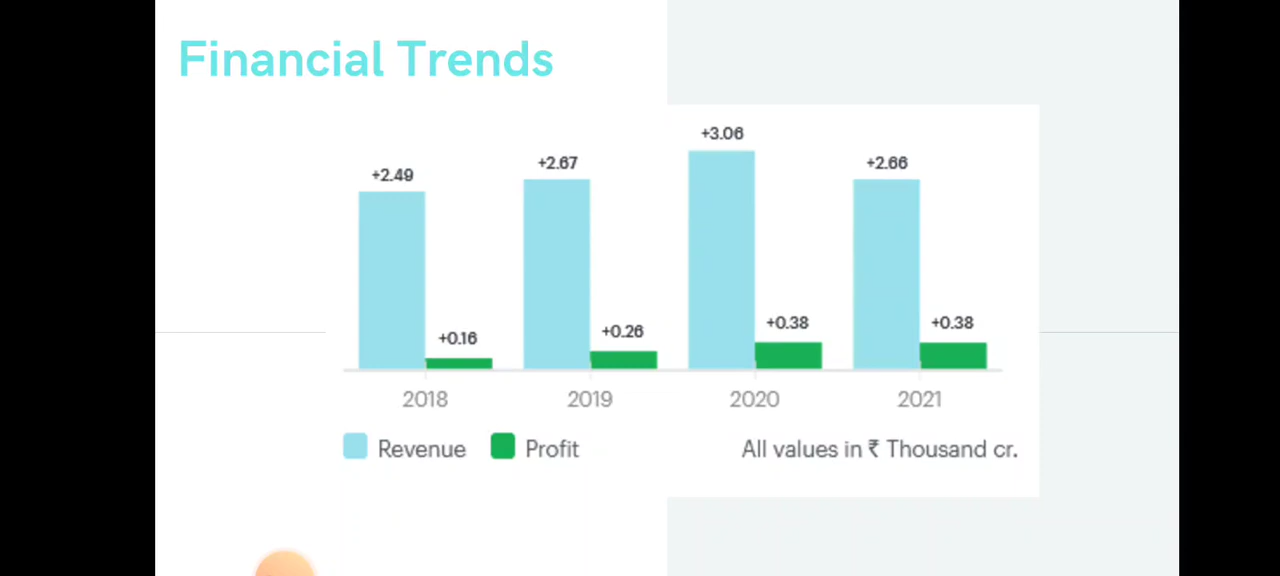 Financial Trends
+2.49
+0.16
+2.67
+0.26
+3.06
+0.38
+2.66
+0.38
2018 2019 2020 2021
Revenue Profit All values in ₹ Thousand cr.